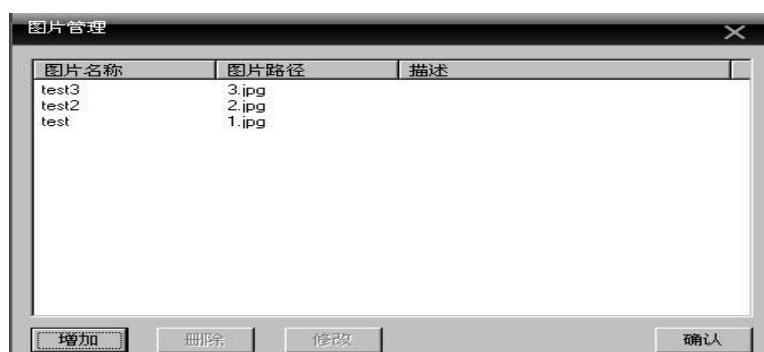 图片管理
图片名称 图片路径 描述
test3 3.jpg
test2 2.jpg
test 1.jpg
增加 删除 修改 确认